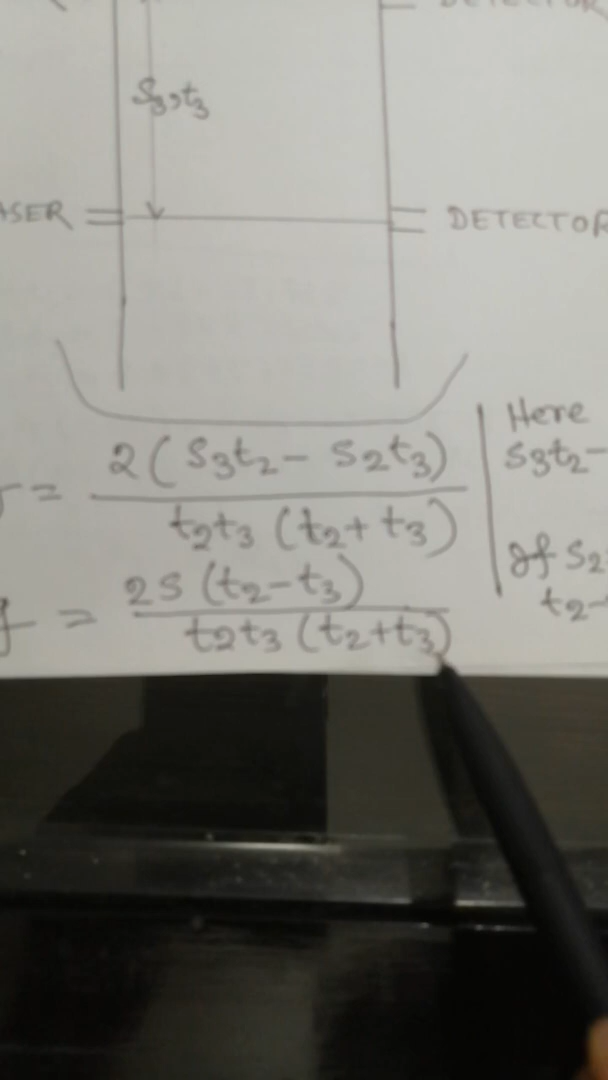 DETECTOR
S₃, t₃
ASER
DETECTOR
= 2(S₃t₂ - S₂t₃) / t₂t₃ (t₂ + t₃)
g = 2S (t₂-t₃) / t₂t₃ (t₂+t₃)
Here
S₃t₂-
If S₂
t₂-